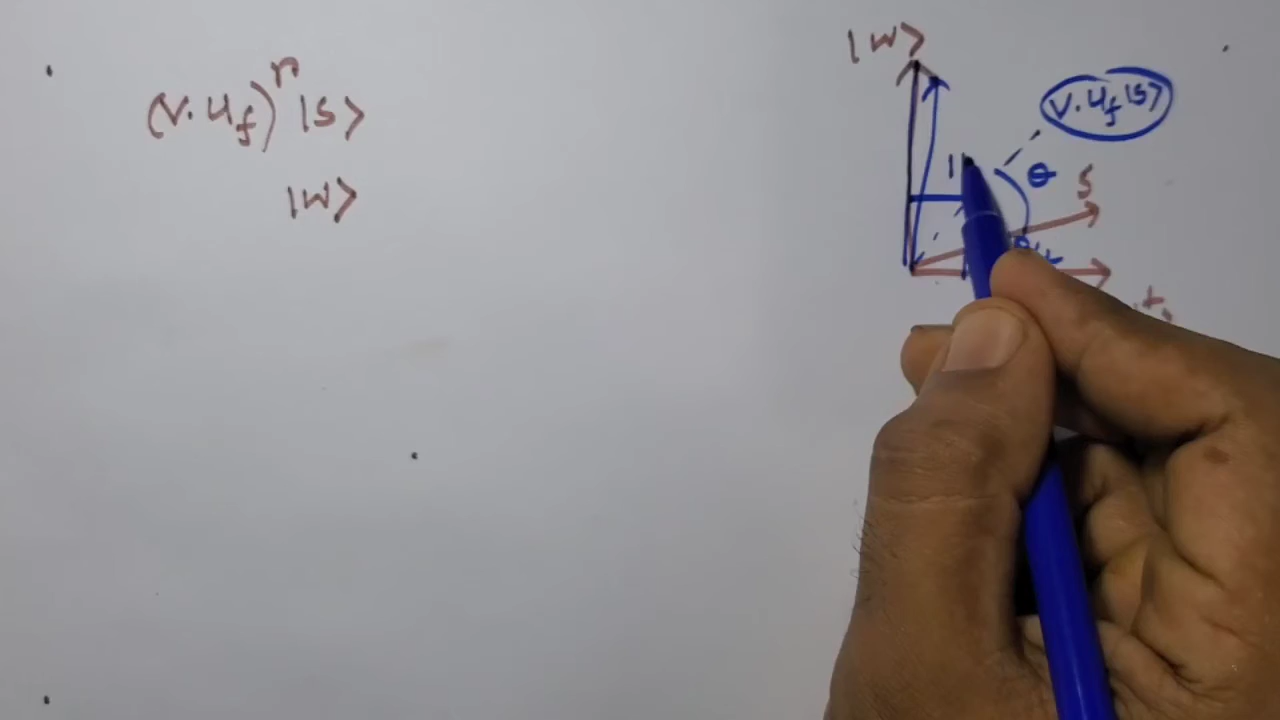 (V.U_f)^r |S>
|W>
|W>
V.U_f |S>
θ
S